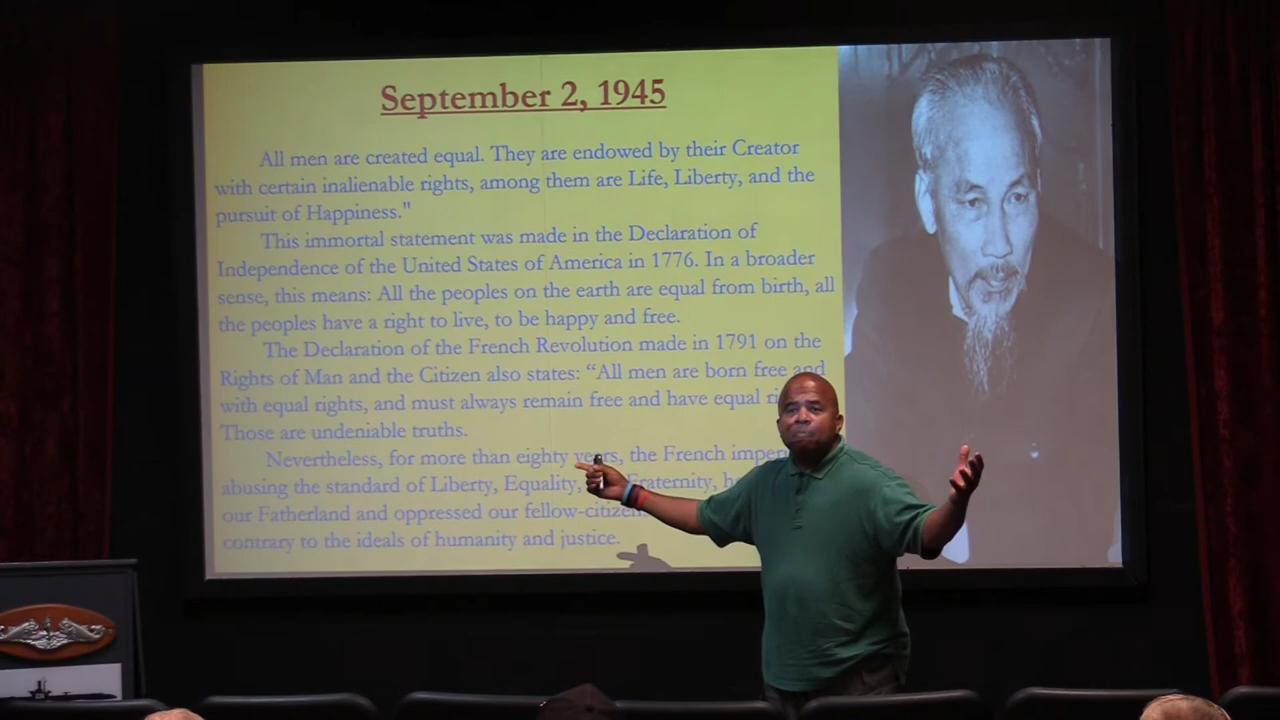 September 2, 1945
All men are created equal. They are endowed by their Creator
with certain inalienable rights, among them are Life, Liberty, and the
pursuit of Happiness."
This immortal statement was made in the Declaration of
Independence of the United States of America in 1776. In a broader
sense, this means: All the peoples on the earth are equal from birth, all
the peoples have a right to live, to be happy and free.
The Declaration of the French Revolution made in 1791 on the
Rights of Man and the Citizen also states: “All men are born free and
with equal rights, and must always remain free and have equal
Those are undeniable truths.
Nevertheless, for more than eighty years, the French
abusing the standard of Liberty, Equality, Fraternity,
our Fatherland and oppressed our
contrary to the ideals of humanity and justice.